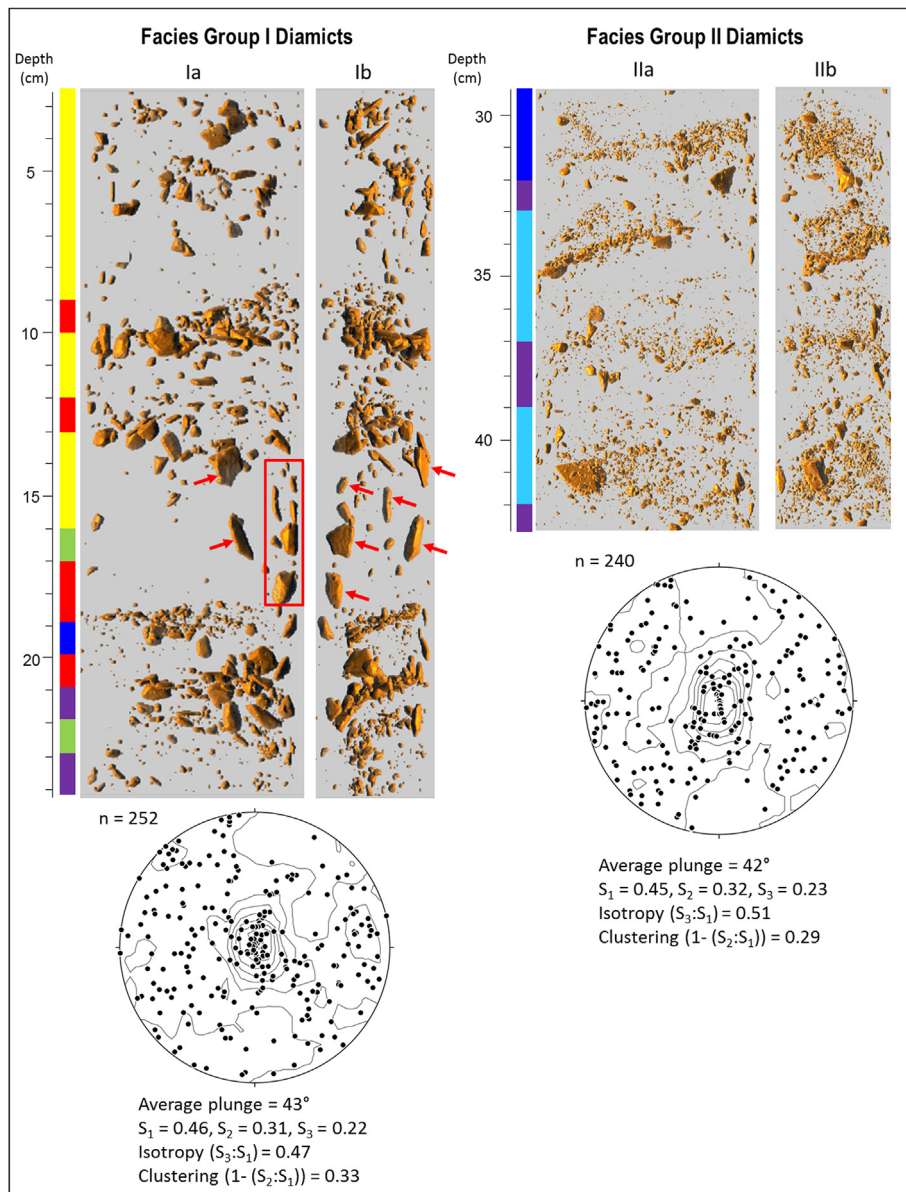 Facies Group I Diamicts
Depth
(cm)
Ia
Ib
5
10
15
20
n = 252
Average plunge = 43°
S₁ = 0.46, S₂ = 0.31, S₃ = 0.22
Isotropy (S₃:S₁) = 0.47
Clustering (1- (S₂:S₁)) = 0.33
Facies Group II Diamicts
Depth
(cm)
IIa
IIb
30
35
40
n = 240
Average plunge = 42°
S₁ = 0.45, S₂ = 0.32, S₃ = 0.23
Isotropy (S₃:S₁) = 0.51
Clustering (1- (S₂:S₁)) = 0.29